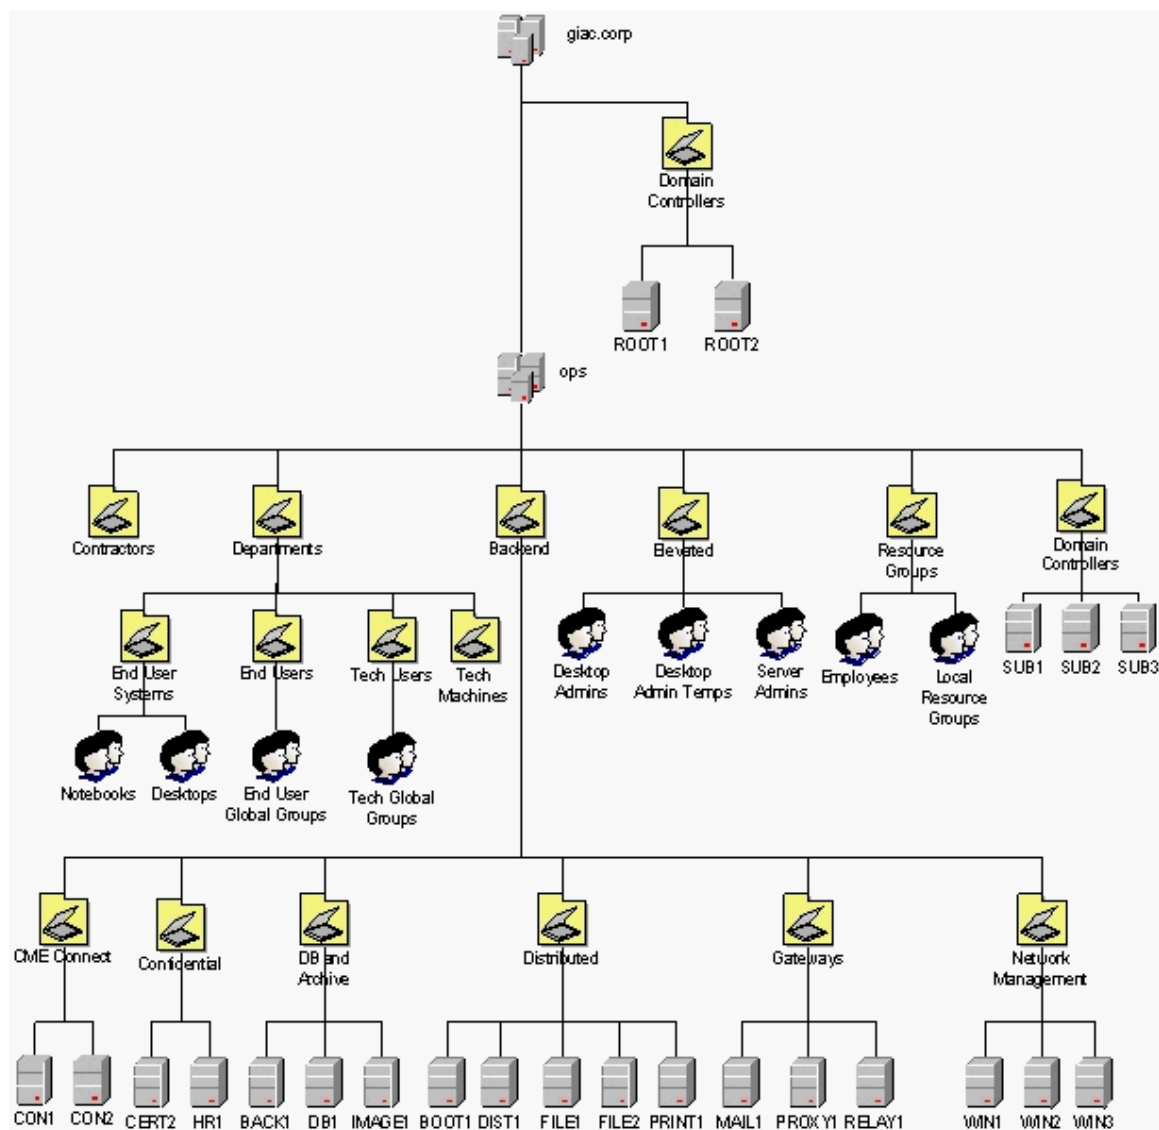 giac.corp
Domain
Controllers
ROOT1
ROOT2
ops
Contractors
Departments
Backend
Elevated
Resource
Groups
Domain
Controllers
End User
Systems
End Users
Tech Users
Tech
Machines
Desktop
Admins
Desktop
Admin Temps
Server
Admins
Employees
Local
Resource
Groups
SUB1
SUB2
SUB3
Notebooks
Desktops
End User
Global Groups
Tech Global
Groups
CME Connect
Confidential
DB and
Archive
Distributed
Gateways
Network
Management
CON1
CON2
CERT2
HR1
BACK1
DB1
IMAGE1
BOOT1
DIST1
FILE1
FILE2
PRINT1
MAIL1
PROXY1
RELAY1
WIN1
WIN2
WIN3